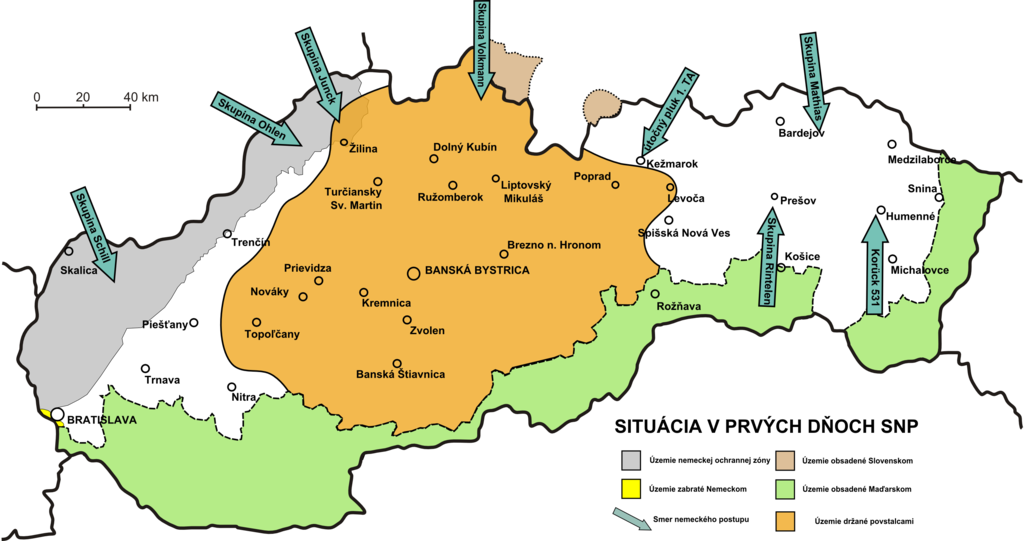 Skupina Volkmann
Skupina Junck
Skupina Mathias
útočný pluk 1. TA
0 20 40 km
Skupina Ohlen
Bardejov
Žilina
Dolný Kubín
Medzilaborce
Kežmarok
Poprad
Turčiansky
Sv. Martin
Ružomberok
Liptovský
Mikuláš
Snina
Levoča
Prešov
Humenné
Skupina Schill
Trenčín
Spišská Nová Ves
Skupina Rintelen
Korück 531
Brezno n. Hronom
Skalica
Prievidza
BANSKÁ BYSTRICA
Košice
Michalovce
Nováky
Kremnica
Rožňava
Piešťany
Topoľčany
Zvolen
Banská Štiavnica
Trnava
Nitra
BRATISLAVA
SITUÁCIA V PRVÝCH DŇOCH SNP
Územie nemeckej ochrannej zóny
Územie obsadené Slovenskom
Územie zabraté Nemeckom
Územie obsadené Maďarskom
Smer nemeckého postupu
Územie držané povstalcami